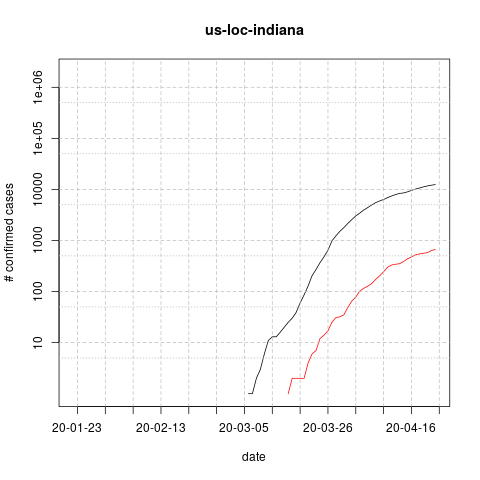 us-loc-indiana
# confirmed cases
1e+06
1e+05
10000
1000
100
10
20-01-23 20-02-13 20-03-05 20-03-26 20-04-16
date